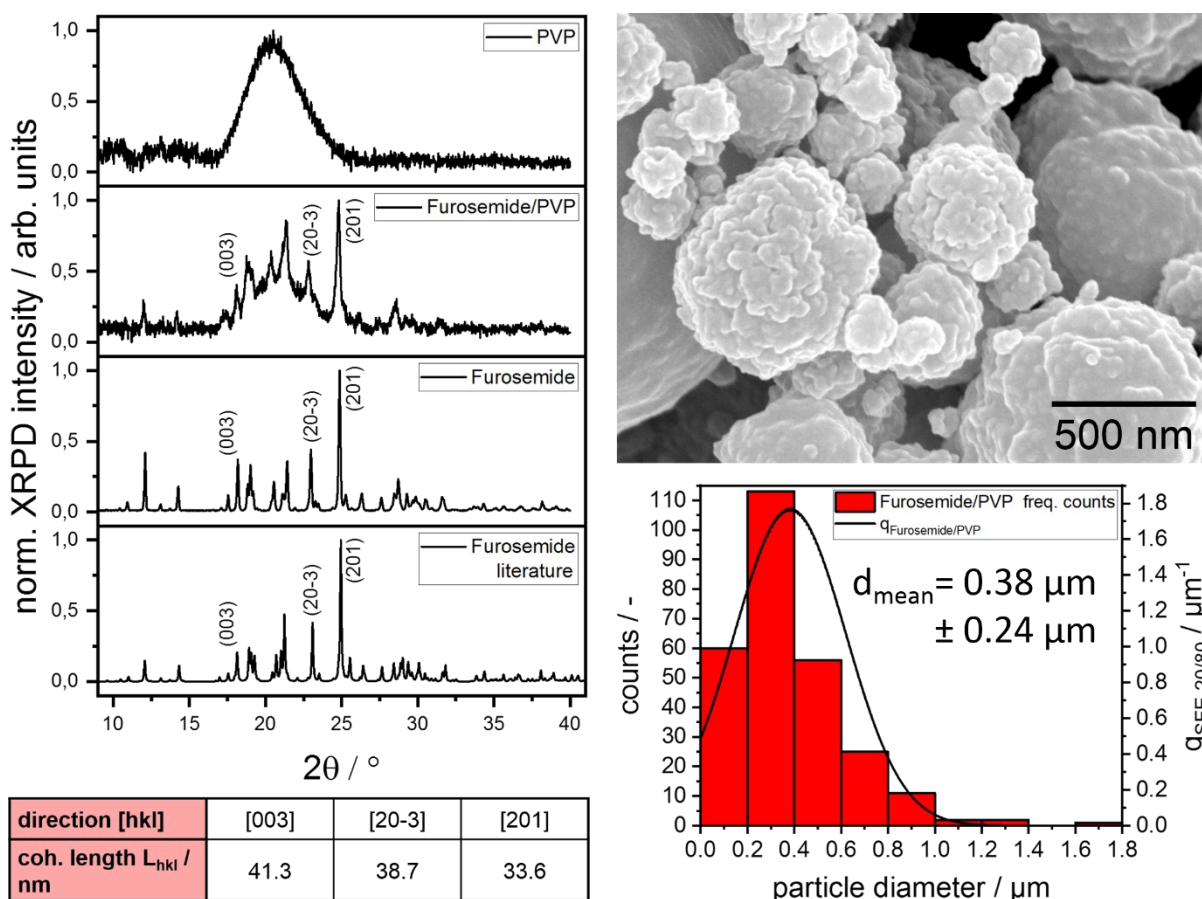 norm. XRPD intensity / arb. units
1,0
0,5
0,0
PVP
1,0
0,5
0,0
Furosemide/PVP
(003)
(20-3)
(201)
1,0
0,5
0,0
Furosemide
(003)
(20-3)
(201)
1,0
0,5
0,0
Furosemide
literature
(003)
(20-3)
(201)
10 15 20 25 30 35 40
2θ / °
direction [hkl] [003] [20-3] [201]
coh. length Lhkl /
nm 41.3 38.7 33.6
500 nm
counts / -
110
100
90
80
70
60
50
40
30
20
10
0
Furosemide/PVP freq. counts
qFurosemide/PVP
dmean= 0.38 µm
± 0.24 µm
1.8
1.6
1.4
1.2
1.0
0.8
0.6
0.4
0.2
0.0
qSFE 20/80 / µm-1
0.0 0.2 0.4 0.6 0.8 1.0 1.2 1.4 1.6 1.8
particle diameter / µm